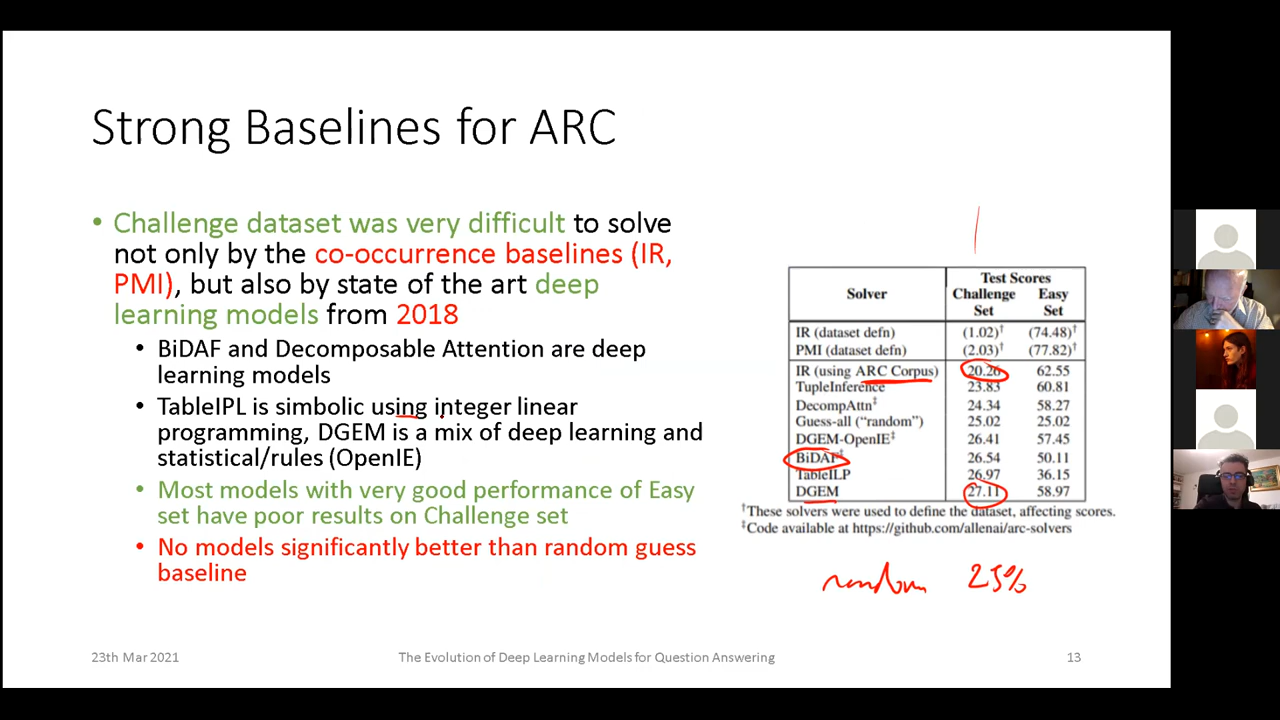 Strong Baselines for ARC
• Challenge dataset was very difficult to solve
not only by the co-occurrence baselines (IR,
PMI), but also by state of the art deep
learning models from 2018
• BiDAF and Decomposable Attention are deep
learning models
• TableIPL is simbolic using integer linear
programming, DGEM is a mix of deep learning and
statistical/rules (OpenIE)
• Most models with very good performance of Easy
set have poor results on Challenge set
• No models significantly better than random guess
baseline
Test Scores
Solver Challenge Easy
Set Set
IR (dataset defn) (1.02)† (74.48)†
PMI (dataset defn) (2.03)† (77.82)†
IR (using ARC Corpus) 20.26 62.55
TupleInference 23.83 60.81
DecompAttn‡ 24.34 58.27
Guess-all (“random”) 25.02 25.02
DGEM-OpenIE‡ 26.41 57.45
BiDAF‡ 26.54 50.11
TableILP 26.97 36.15
DGEM 27.11 58.97
†These solvers were used to define the dataset, affecting scores.
‡Code available at https://github.com/allenai/arc-solvers
random 25%
23th Mar 2021 The Evolution of Deep Learning Models for Question Answering 13